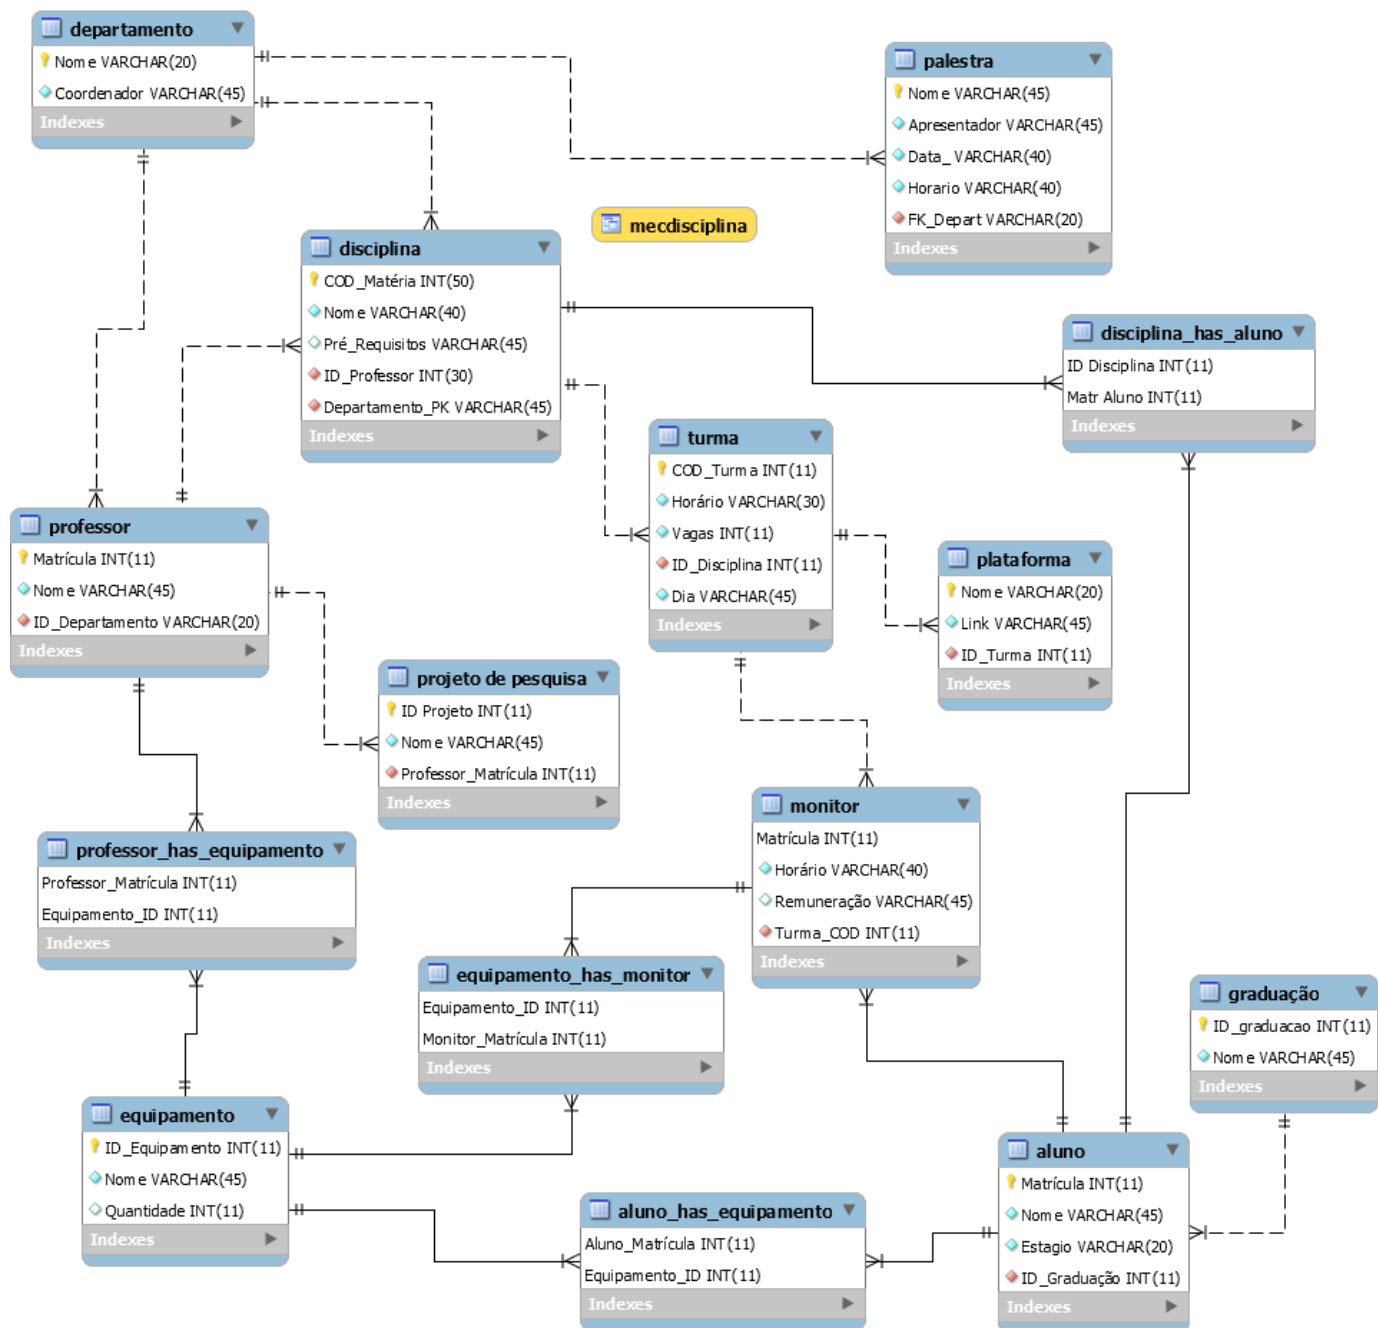 departamento
Nome VARCHAR(20)
Coordenador VARCHAR(45)
Indexes
palestra
Nome VARCHAR(45)
Apresentador VARCHAR(45)
Data_ VARCHAR(40)
Horario VARCHAR(40)
FK_Depart VARCHAR(20)
Indexes
mecdisciplina
disciplina
COD_Matéria INT(50)
Nome VARCHAR(40)
Pré_Requisitos VARCHAR(45)
ID_Professor INT(30)
Departamento_PK VARCHAR(45)
Indexes
disciplina_has_aluno
ID Disciplina INT(11)
Matr Aluno INT(11)
Indexes
turma
COD_Turma INT(11)
Horário VARCHAR(30)
Vagas INT(11)
ID_Disciplina INT(11)
Dia VARCHAR(45)
Indexes
professor
Matrícula INT(11)
Nome VARCHAR(45)
ID_Departamento VARCHAR(20)
Indexes
plataforma
Nome VARCHAR(20)
Link VARCHAR(45)
ID_Turma INT(11)
Indexes
projeto de pesquisa
ID Projeto INT(11)
Nome VARCHAR(45)
Professor_Matrícula INT(11)
Indexes
monitor
Matrícula INT(11)
Horário VARCHAR(40)
Remuneração VARCHAR(45)
Turma_COD INT(11)
Indexes
professor_has_equipamento
Professor_Matrícula INT(11)
Equipamento_ID INT(11)
Indexes
equipamento_has_monitor
Equipamento_ID INT(11)
Monitor_Matrícula INT(11)
Indexes
graduação
ID_graduacao INT(11)
Nome VARCHAR(45)
Indexes
equipamento
ID_Equipamento INT(11)
Nome VARCHAR(45)
Quantidade INT(11)
Indexes
aluno_has_equipamento
Aluno_Matrícula INT(11)
Equipamento_ID INT(11)
Indexes
aluno
Matrícula INT(11)
Nome VARCHAR(45)
Estagio VARCHAR(20)
ID_Graduação INT(11)
Indexes